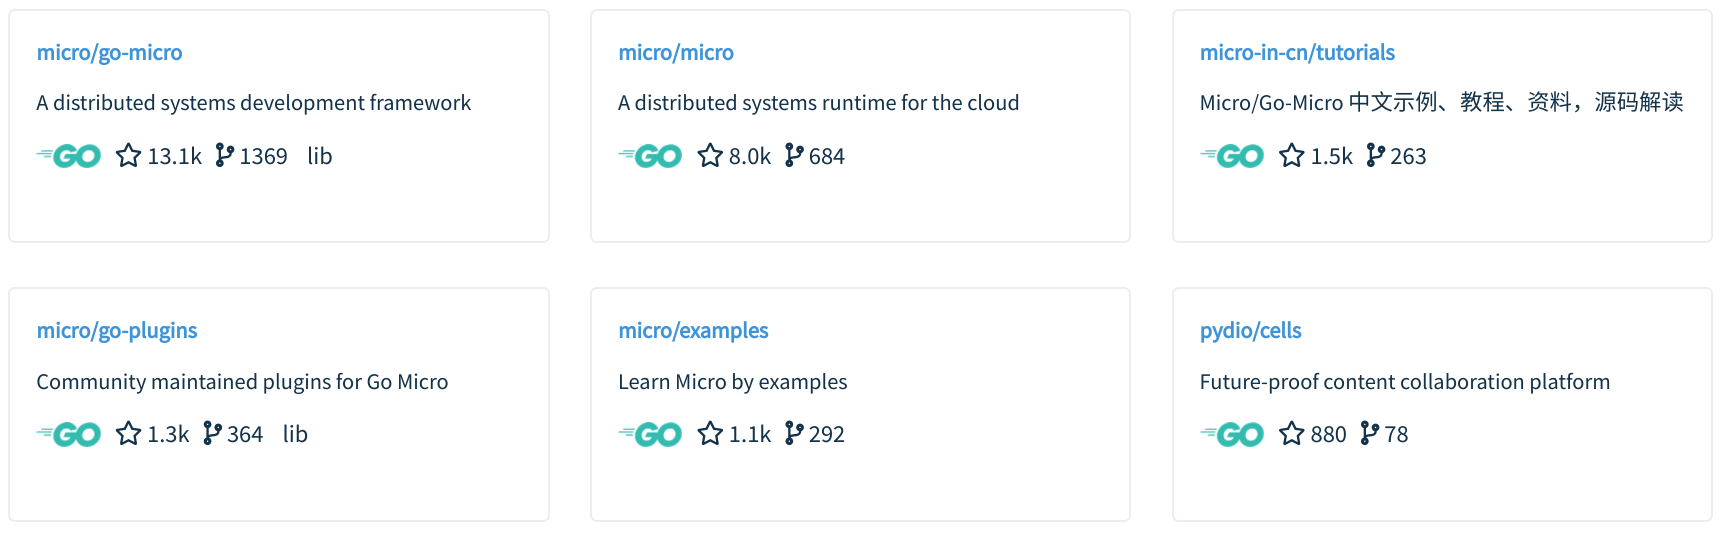 micro/go-micro
A distributed systems development framework
GO 13.1k 1369 lib
micro/micro
A distributed systems runtime for the cloud
GO 8.0k 684
micro-in-cn/tutorials
Micro/Go-Micro 中文示例、教程、资料，源码解读
GO 1.5k 263
micro/go-plugins
Community maintained plugins for Go Micro
GO 1.3k 364 lib
micro/examples
Learn Micro by examples
GO 1.1k 292
pydio/cells
Future-proof content collaboration platform
GO 880 78